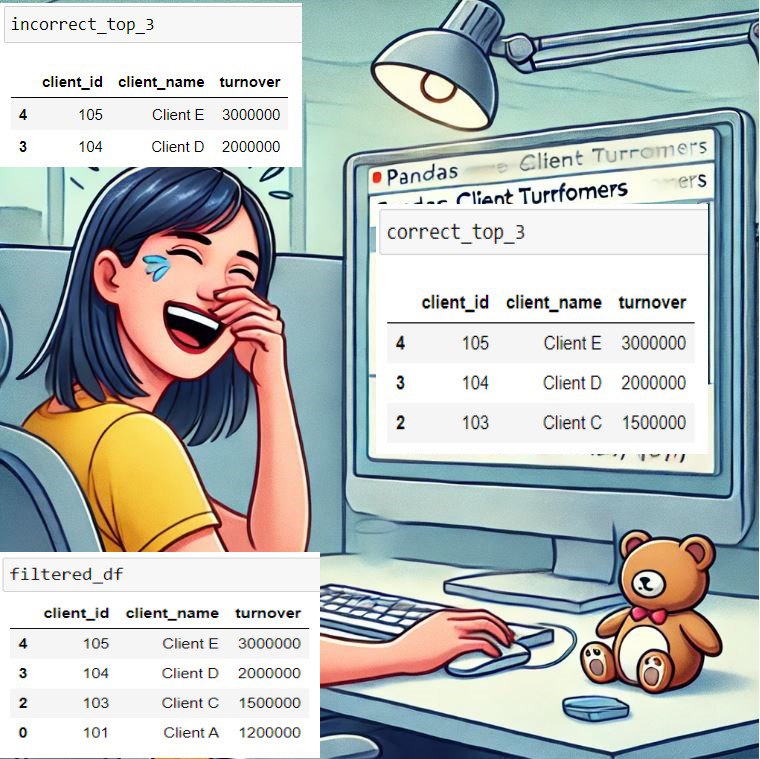 incorrect_top_3
client_id client_name turnover
4 105 Client E 3000000
3 104 Client D 2000000
Pandas Client Turromers
Client Turrfomers ers
correct_top_3
client_id client_name turnover
4 105 Client E 3000000
3 104 Client D 2000000
2 103 Client C 1500000
filtered_df
client_id client_name turnover
4 105 Client E 3000000
3 104 Client D 2000000
2 103 Client C 1500000
0 101 Client A 1200000